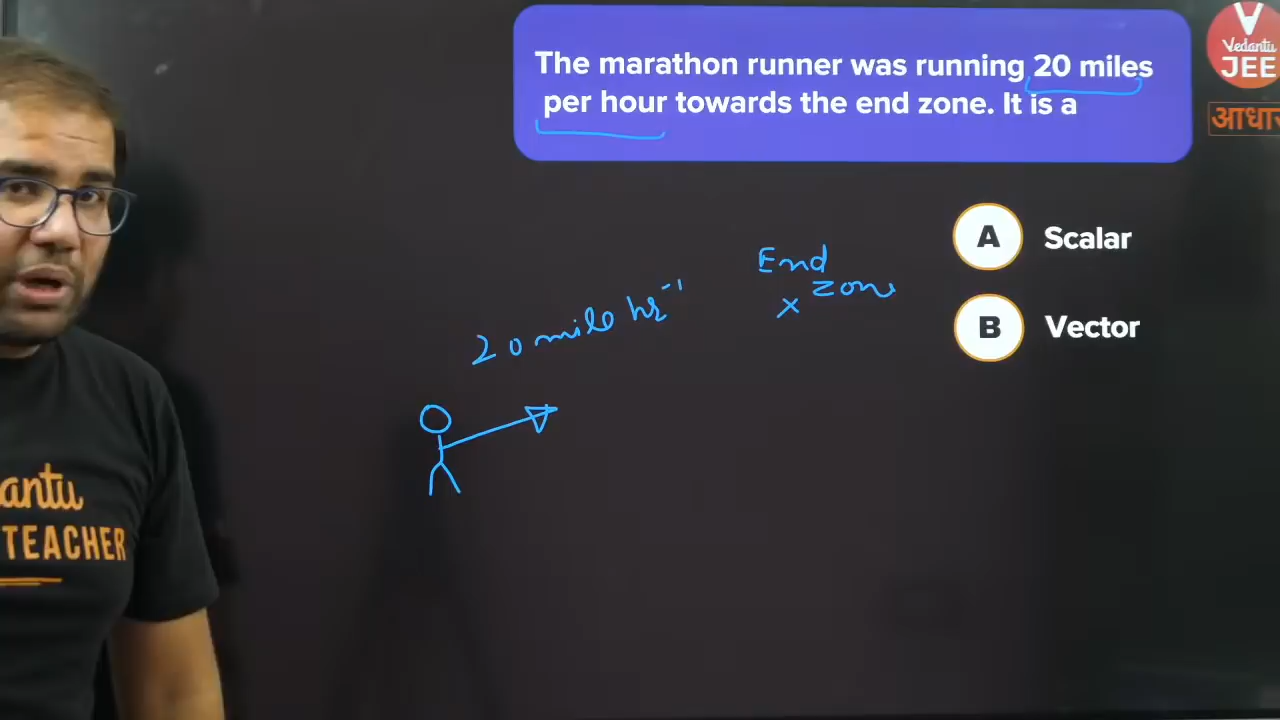 The marathon runner was running 20 miles
per hour towards the end zone. It is a
Vedantu
JEE
A Scalar
B Vector
End
zone
x
20 mile hr⁻¹
antu
TEACHER